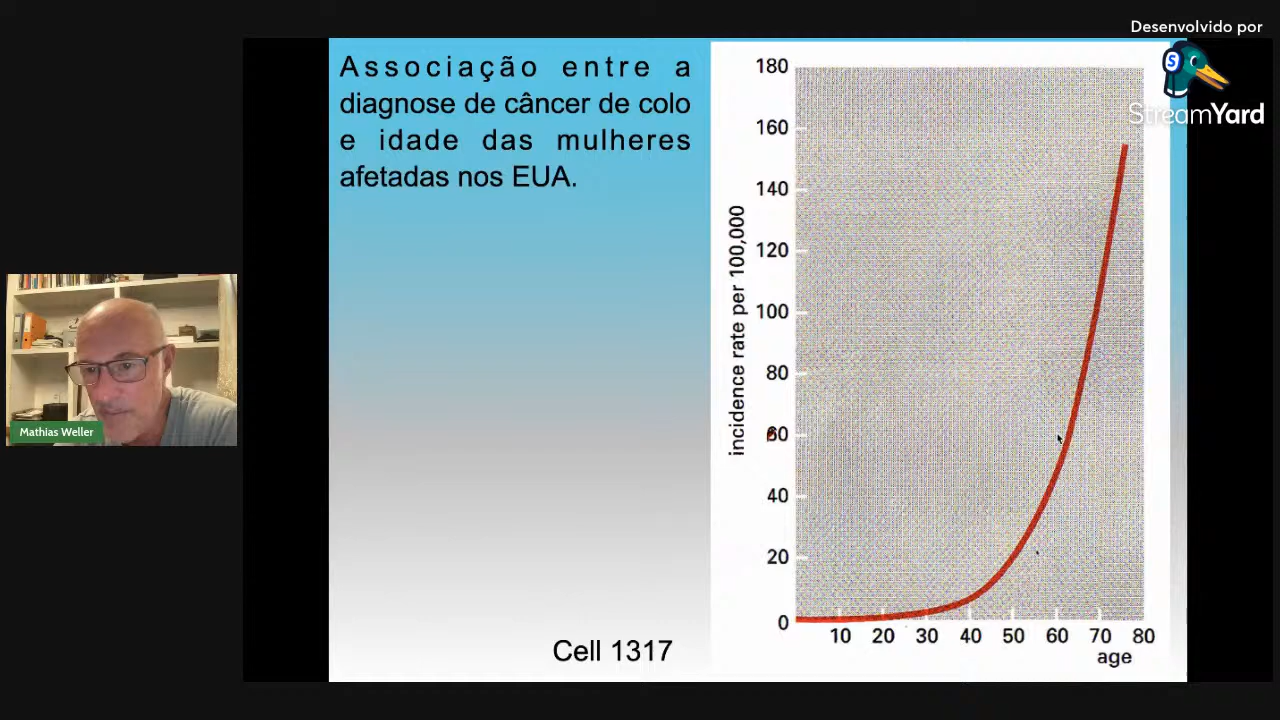 Desenvolvido por
StreamYard
Associação entre a
diagnose de câncer de colo
e idade das mulheres
afetadas nos EUA.
Cell 1317
Mathias Weller
incidence rate per 100,000
180
160
140
120
100
80
60
40
20
0
10 20 30 40 50 60 70 80
age